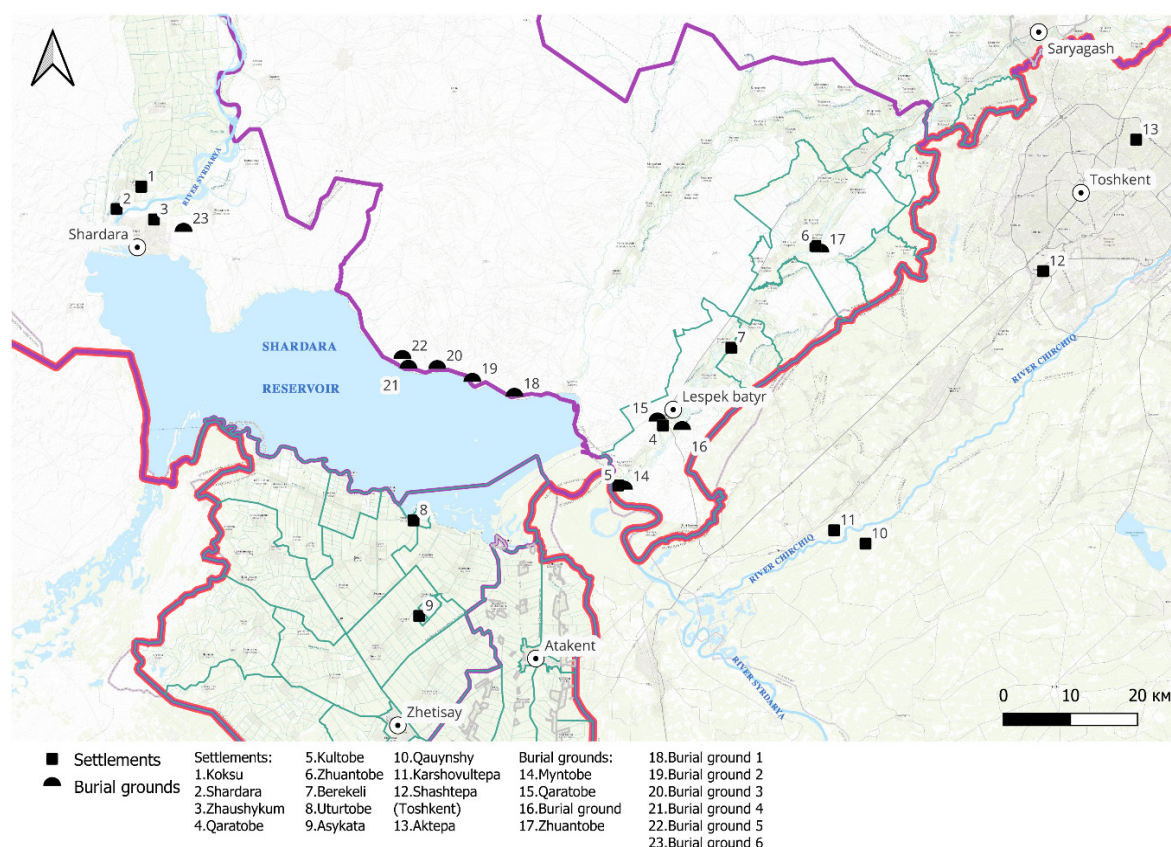 Saryagash
13
1
2
RIVER SYRDARYA
Toshkent
3
23
Shardara
6
17
12
SHARDARA
RESERVOIR
22
20
7
21
19
18
RIVER CHIRCHIQ
Lespek batyr
15
4
16
5
14
8
11
10
RIVER CHIRCHIQ
9
Atakent
RIVER SYRDARYA
0 10 20 км
Zhetisay
Settlements
Burial grounds
Settlements:
1.Koksu
2.Shardara
3.Zhaushykum
4.Qaratobe
5.Kultobe
6.Zhuantobe
7.Berekeli
8.Uturtobe
9.Asykata
10.Qauynshy
11.Karshovultepa
12.Shashtepa
(Toshkent)
13.Aktepa
Burial grounds:
14.Myntobe
15.Qaratobe
16.Burial ground
17.Zhuantobe
18.Burial ground 1
19.Burial ground 2
20.Burial ground 3
21.Burial ground 4
22.Burial ground 5
23.Burial ground 6